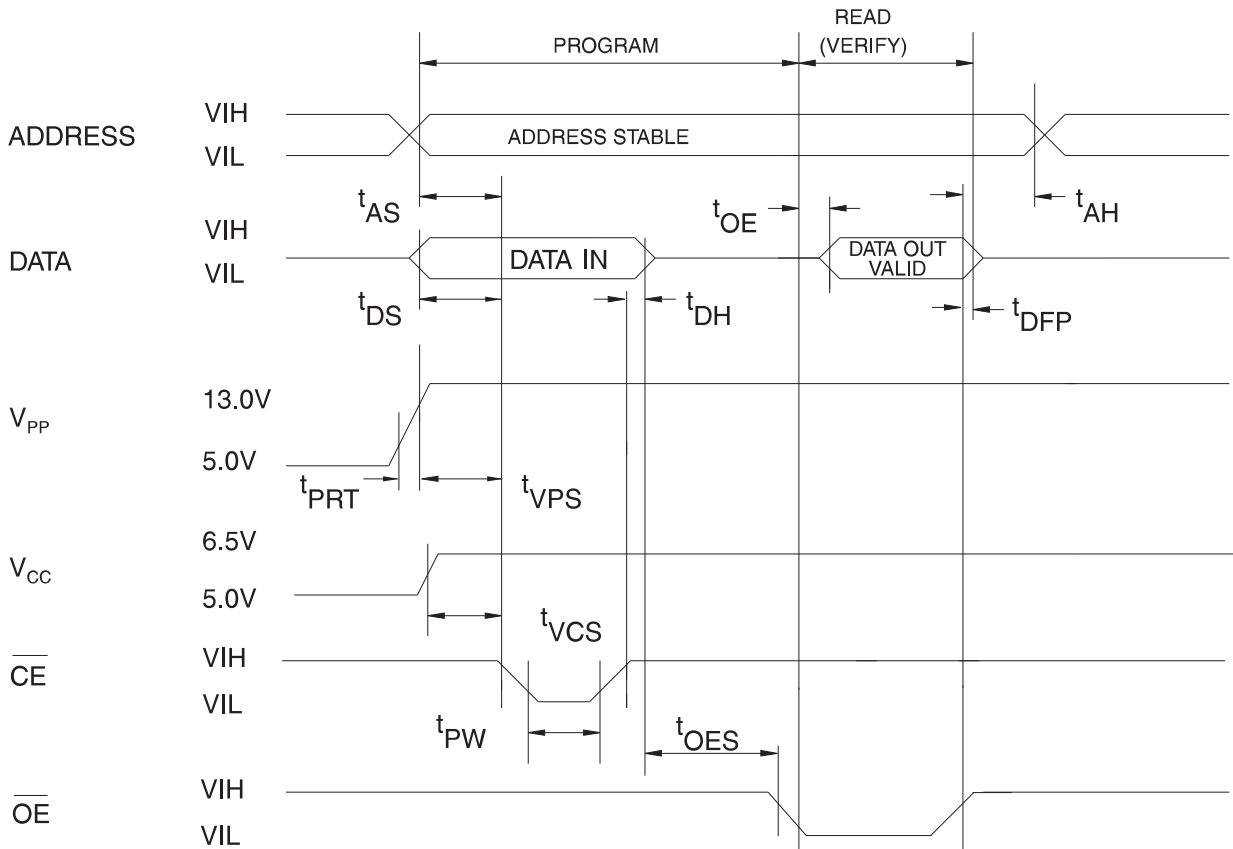 READ
PROGRAM (VERIFY)
ADDRESS VIH
VIL
ADDRESS STABLE
tAS
tOE
tAH
DATA VIH
VIL
DATA IN
DATA OUT
VALID
tDS
tDH
tDFP
VPP 13.0V
5.0V
tPRT
tVPS
VCC 6.5V
5.0V
tVCS
CE VIH
VIL
tPW
tOES
OE VIH
VIL